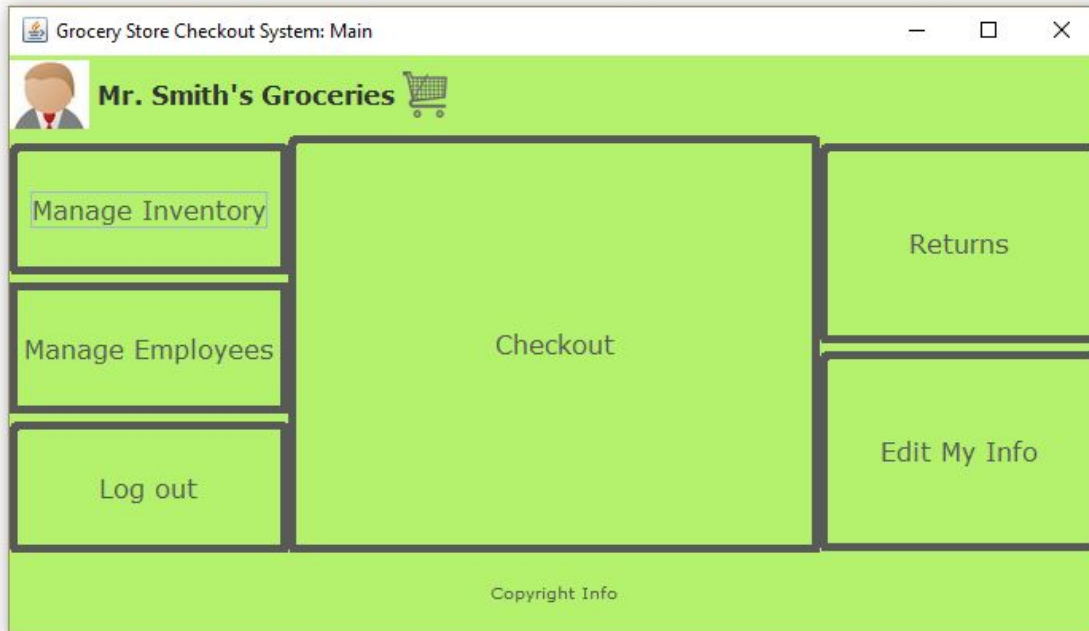 Grocery Store Checkout System: Main
Mr. Smith's Groceries
Manage Inventory
Manage Employees
Log out
Checkout
Returns
Edit My Info
Copyright Info